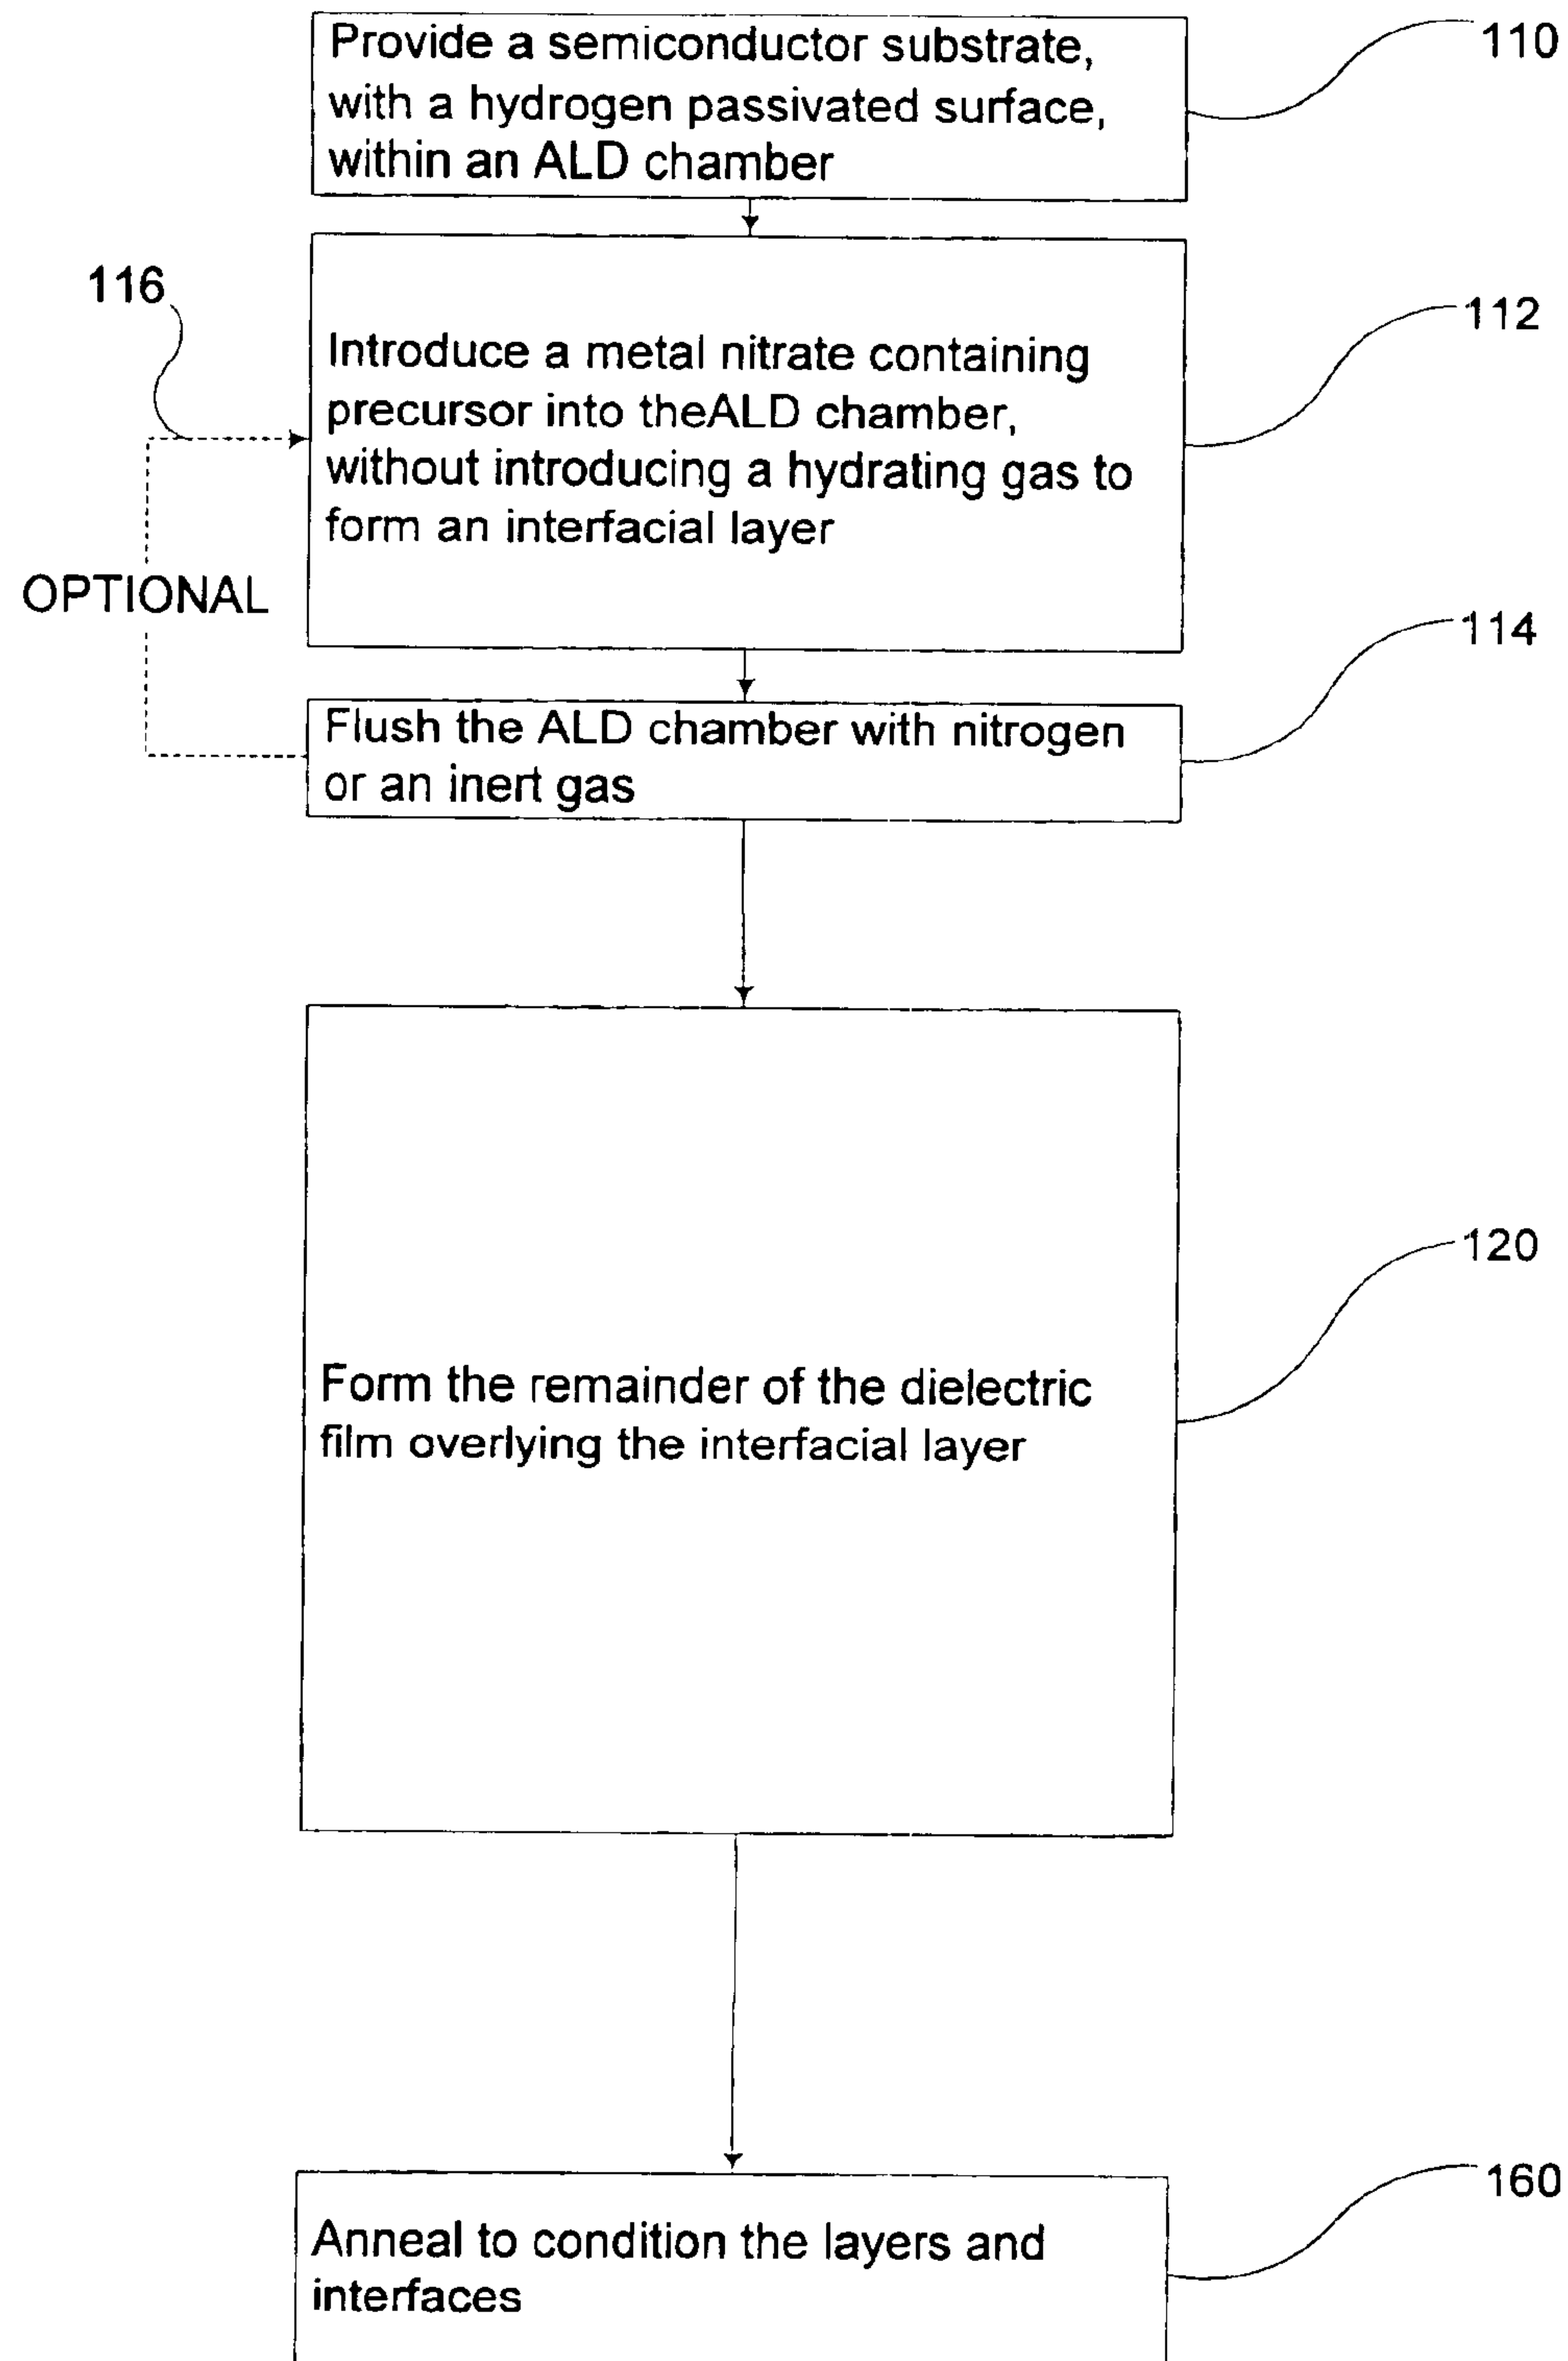 Provide a semiconductor substrate,
with a hydrogen passivated surface,
within an ALD chamber
110
116
Introduce a metal nitrate containing
precursor into theALD chamber,
without introducing a hydrating gas to
form an interfacial layer
112
OPTIONAL
114
Flush the ALD chamber with nitrogen
or an inert gas
120
Form the remainder of the dielectric
film overlying the interfacial layer
160
Anneal to condition the layers and
interfaces